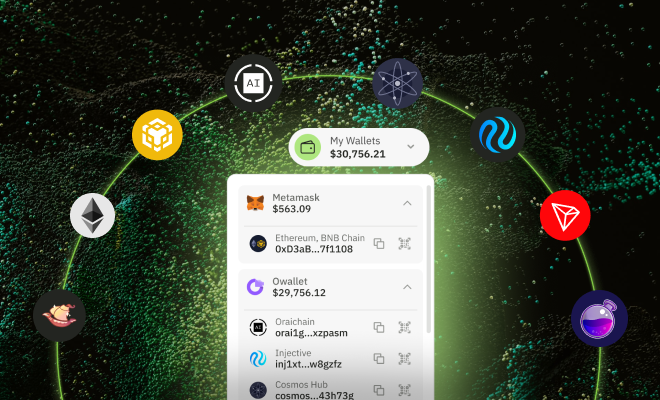 AI
My Wallets
$30,756.21
Metamask
$563.09
Ethereum, BNB Chain
0xD3aB...7f1108
Owallet
$29,756.12
AI
Oraichain
orai1g...xzpasm
Injective
inj1xt...w8gzfz
Cosmos Hub
cosmos...43h73g